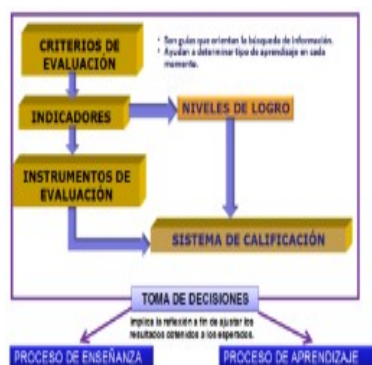 CRITERIOS DE
EVALUACIÓN
• Son guías que orientan la búsqueda de información.
• Ayudan a determinar tipo de aprendizaje en cada
momento.
INDICADORES
NIVELES DE LOGRO
INSTRUMENTOS DE
EVALUACIÓN
SISTEMA DE CALIFICACIÓN
TOMA DE DECISIONES
Implica la reflexión a fin de ajustar los
resultados obtenidos a los esperados.
PROCESO DE ENSEÑANZA
PROCESO DE APRENDIZAJE